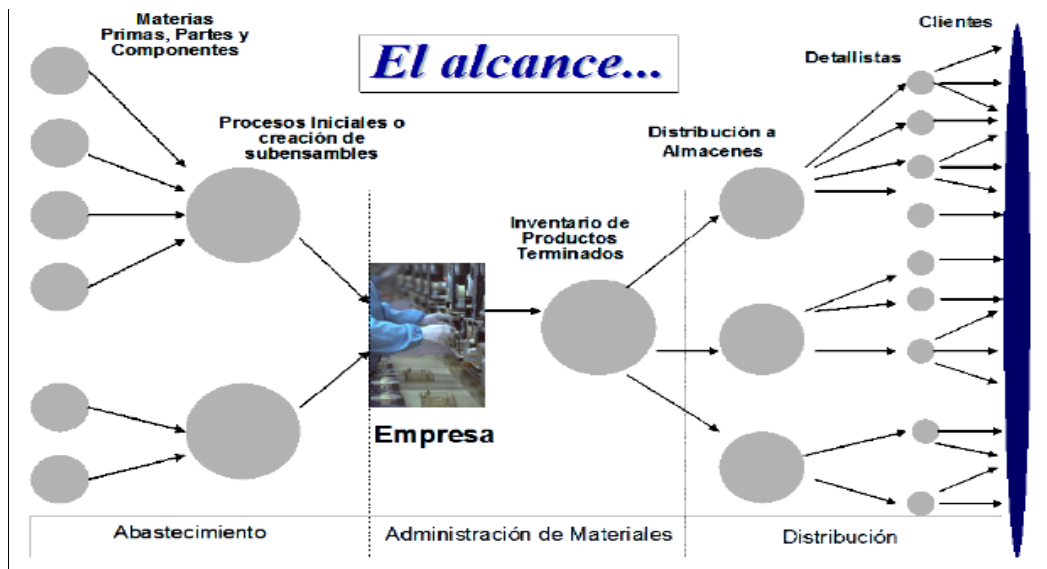 Materias
Primas, Partes y
Componentes
El alcance...
Clientes
Detallistas
Procesos Iniciales o
creación de
subensambles
Distribución a
Almacenes
Inventario de
Productos
Terminados
Empresa
Abastecimiento
Administración de Materiales
Distribución